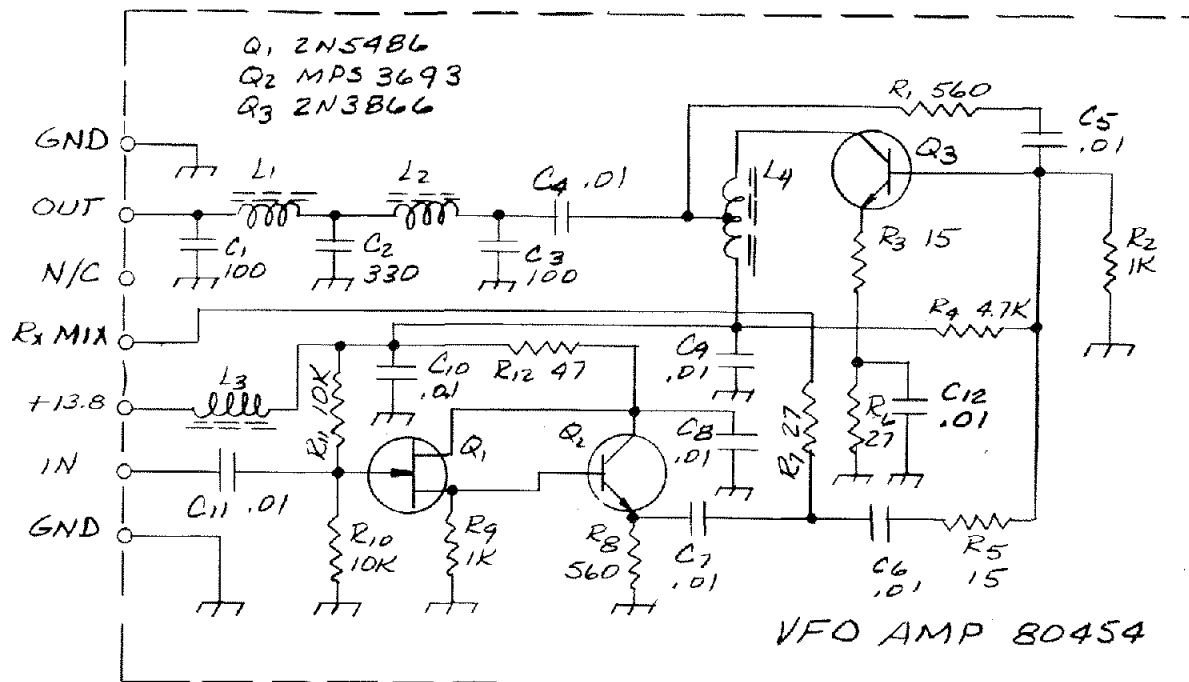 Q1 2N5486
Q2 MPS 3693
Q3 2N3866
R1 560
C5
.01
GND
Q3
L1
L2
C4 .01
L4
OUT
C1
100
C2
330
C3
100
R3 15
R2
1K
N/C
RX MIX
R4 4.7K
C10
.01
R12 47
C9
.01
L3
R11 10K
+13.8
C12
.01
R6
27
R7 27
Q1
Q2
C8
.01
IN
C11 .01
GND
R10
10K
R9
1K
R8
560
C7
.01
C6
.01
R5
15
VFO AMP 80454